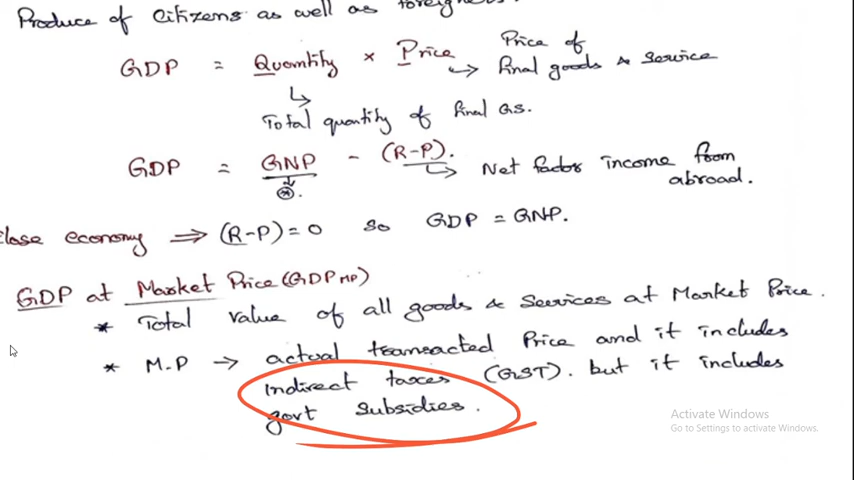 Produce of Citizens as well as foreigners.
GDP = Quantity × Price ↳ Price of final goods & Service
↳ Total quantity of final GS.
GDP = GNP - (R-P). ↳ Net factor income from abroad.
Close economy ⇒ (R-P) = 0 so GDP = GNP.
GDP at Market Price (GDP MP)
* Total value of all goods & Services at Market Price.
* M.P → actual transacted Price and it includes
indirect taxes (GST). but it includes
govt subsidies.
Activate Windows
Go to Settings to activate Windows.